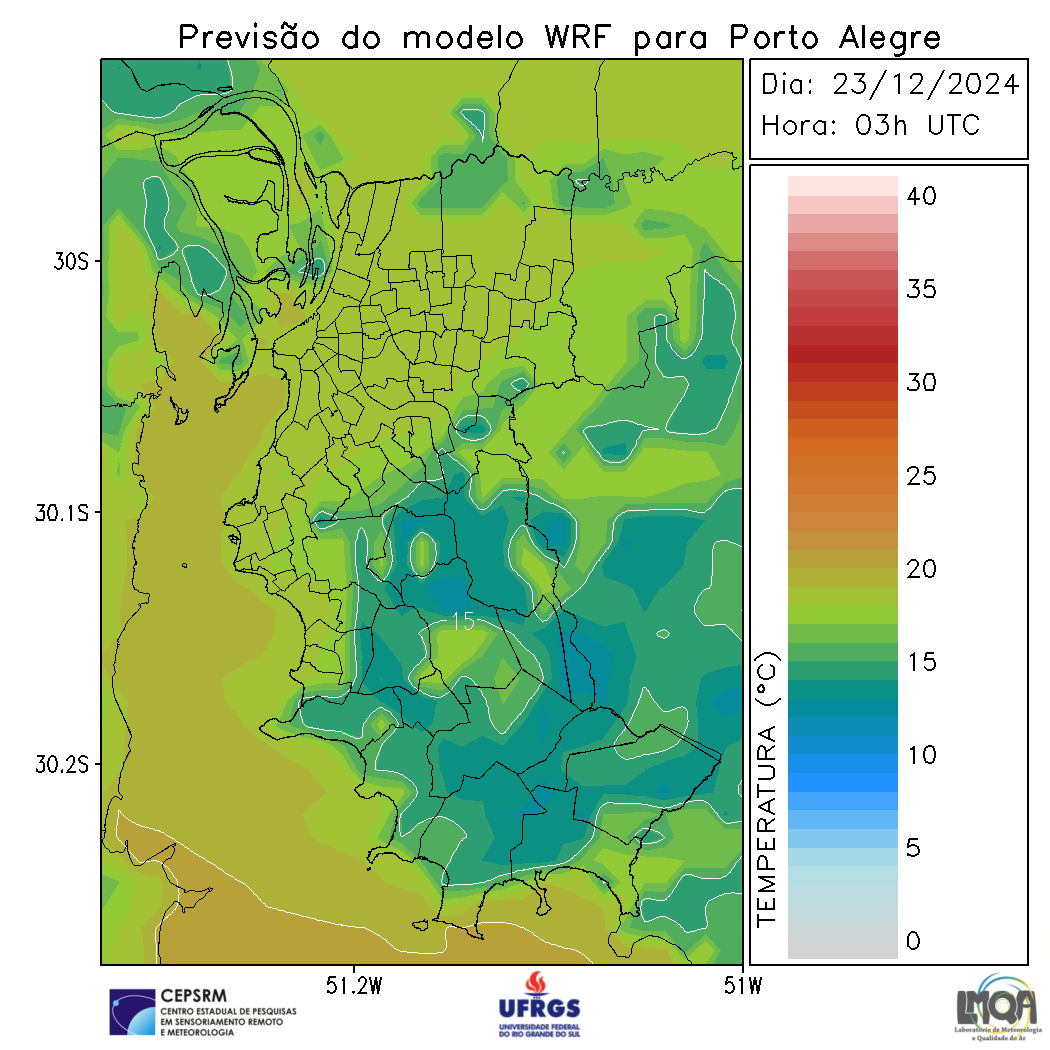 Previsão do modelo WRF para Porto Alegre
Dia: 23/12/2024
Hora: 03h UTC
30S
30.1S
30.2S
51.2W
51W
15
TEMPERATURA (°C)
40
35
30
25
20
15
10
5
0
CEPSRM
CENTRO ESTADUAL DE PESQUISAS
EM SENSORIAMENTO REMOTO
E METEOROLOGIA
UFRGS
UNIVERSIDADE FEDERAL
DO RIO GRANDE DO SUL
LMQA
Laboratório de Meteorologia
e Qualidade do Ar